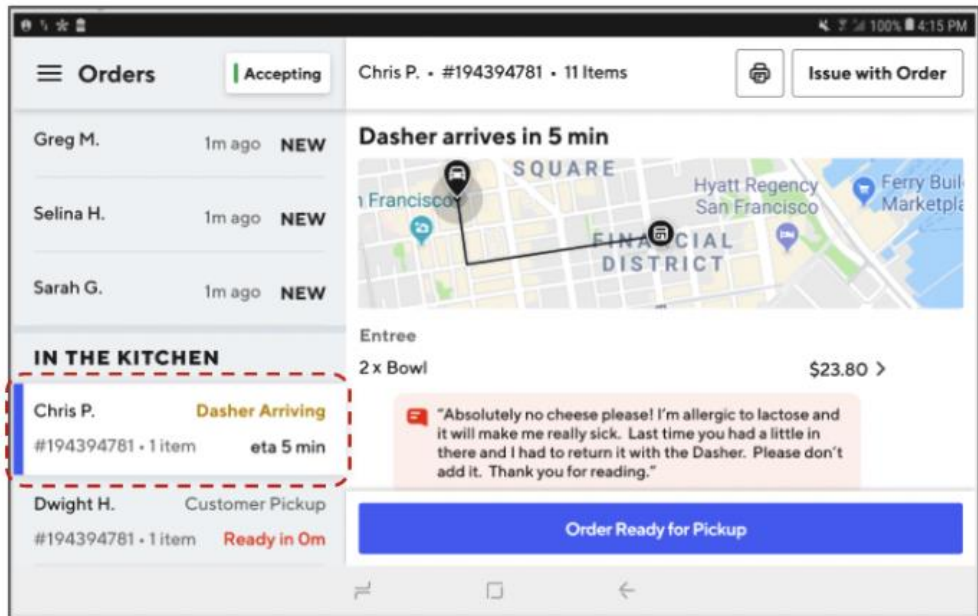 100% 4:15 PM
Orders
Accepting
Greg M.
1m ago NEW
Selina H.
1m ago NEW
Sarah G.
1m ago NEW
IN THE KITCHEN
Chris P. Dasher Arriving
#194394781 • 1 item eta 5 min
Dwight H. Customer Pickup
#194394781 • 1 item Ready in 0m
Chris P. • #194394781 • 11 Items
Issue with Order
Dasher arrives in 5 min
SQUARE
n Francisco
Hyatt Regency
San Francisco
Ferry Buil
Marketpla
FINANCIAL
DISTRICT
Entree
2 x Bowl $23.80 >
"Absolutely no cheese please! I'm allergic to lactose and
it will make me really sick. Last time you had a little in
there and I had to return it with the Dasher. Please don't
add it. Thank you for reading."
Order Ready for Pickup